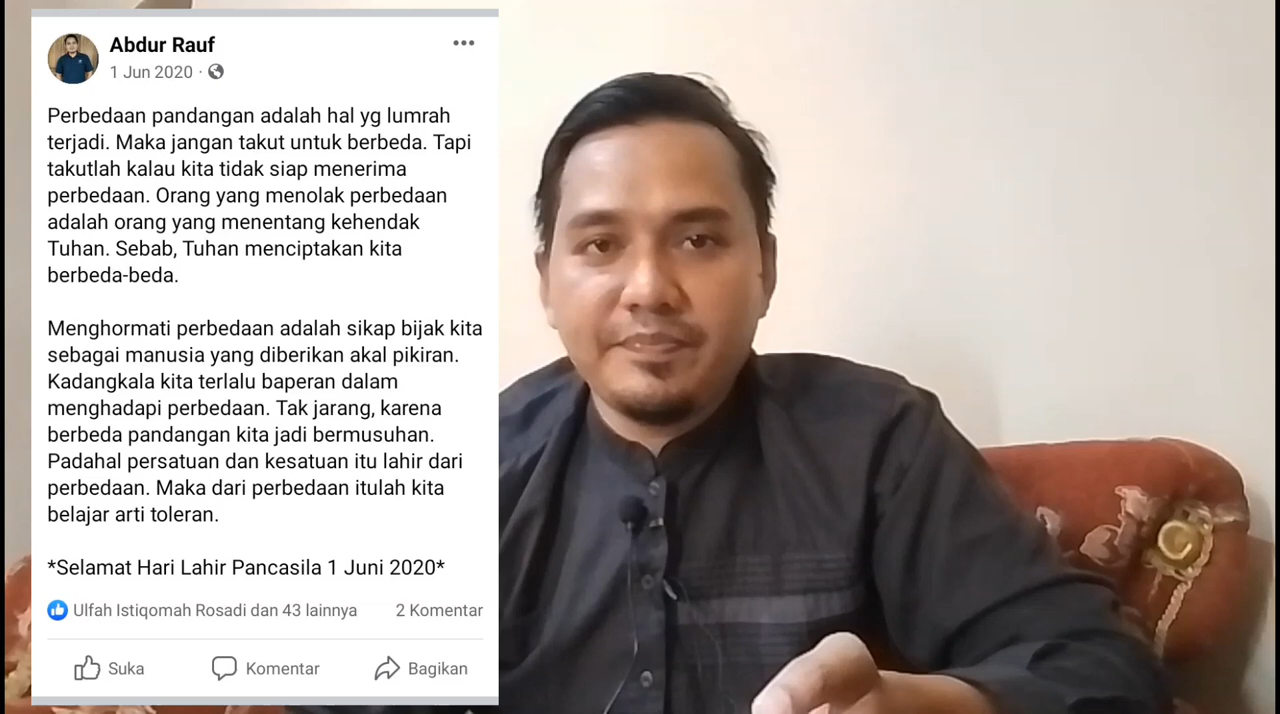 Abdur Rauf
1 Jun 2020 ·
Perbedaan pandangan adalah hal yg lumrah
terjadi. Maka jangan takut untuk berbeda. Tapi
takutlah kalau kita tidak siap menerima
perbedaan. Orang yang menolak perbedaan
adalah orang yang menentang kehendak
Tuhan. Sebab, Tuhan menciptakan kita
berbeda-beda.
Menghormati perbedaan adalah sikap bijak kita
sebagai manusia yang diberikan akal pikiran.
Kadangkala kita terlalu baperan dalam
menghadapi perbedaan. Tak jarang, karena
berbeda pandangan kita jadi bermusuhan.
Padahal persatuan dan kesatuan itu lahir dari
perbedaan. Maka dari perbedaan itulah kita
belajar arti toleran.
*Selamat Hari Lahir Pancasila 1 Juni 2020*
Ulfah Istiqomah Rosadi dan 43 lainnya 2 Komentar
Suka Komentar Bagikan